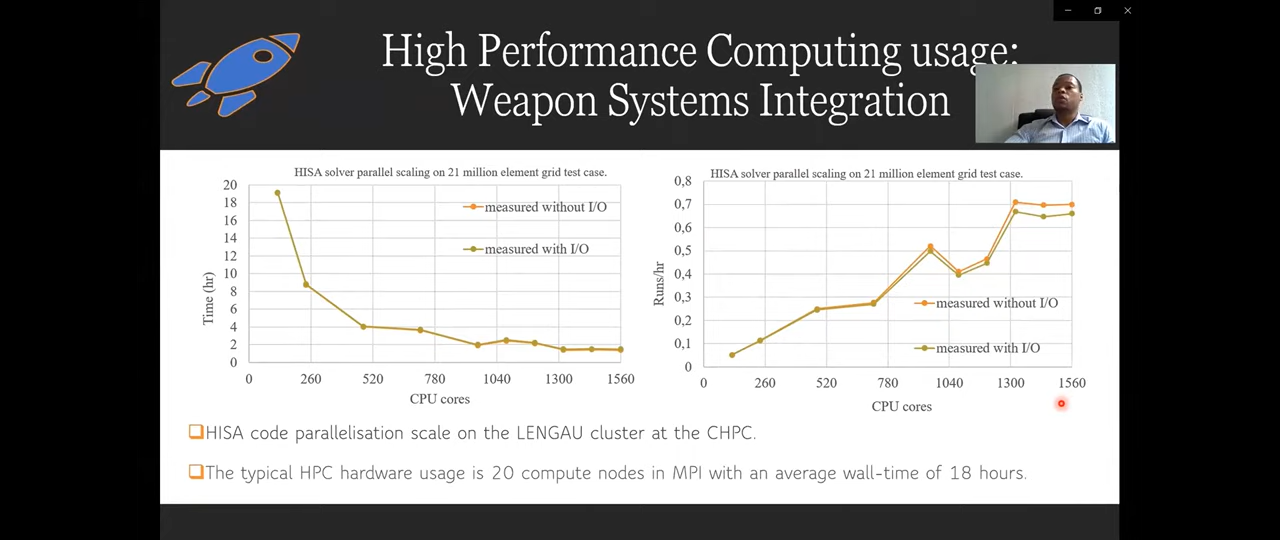 High Performance Computing usage:
Weapon Systems Integration
HISA solver parallel scaling on 21 million element grid test case.
20
18
16
14
12
10
8
6
4
2
0
Time (hr)
measured without I/O
measured with I/O
0 260 520 780 1040 1300 1560
CPU cores
HISA solver parallel scaling on 21 million element grid test case.
0,8
0,7
0,6
0,5
0,4
0,3
0,2
0,1
0
Runs/hr
measured without I/O
measured with I/O
0 260 520 780 1040 1300 1560
CPU cores
HISA code parallelisation scale on the LENGAU cluster at the CHPC.
The typical HPC hardware usage is 20 compute nodes in MPI with an average wall-time of 18 hours.